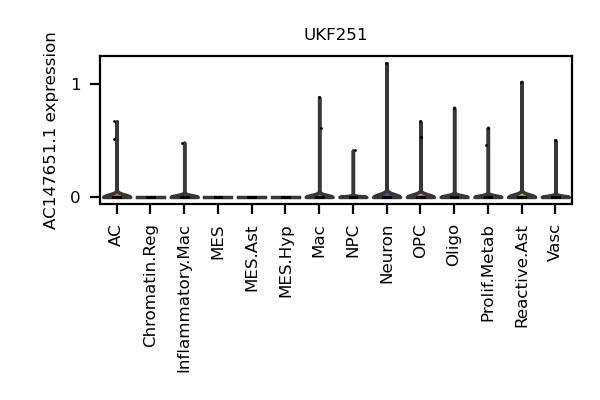 UKF251
AC147651.1 expression
1
0
AC
Chromatin.Reg
Inflammatory.Mac
MES
MES.Ast
MES.Hyp
Mac
NPC
Neuron
OPC
Oligo
Prolif.Metab
Reactive.Ast
Vasc